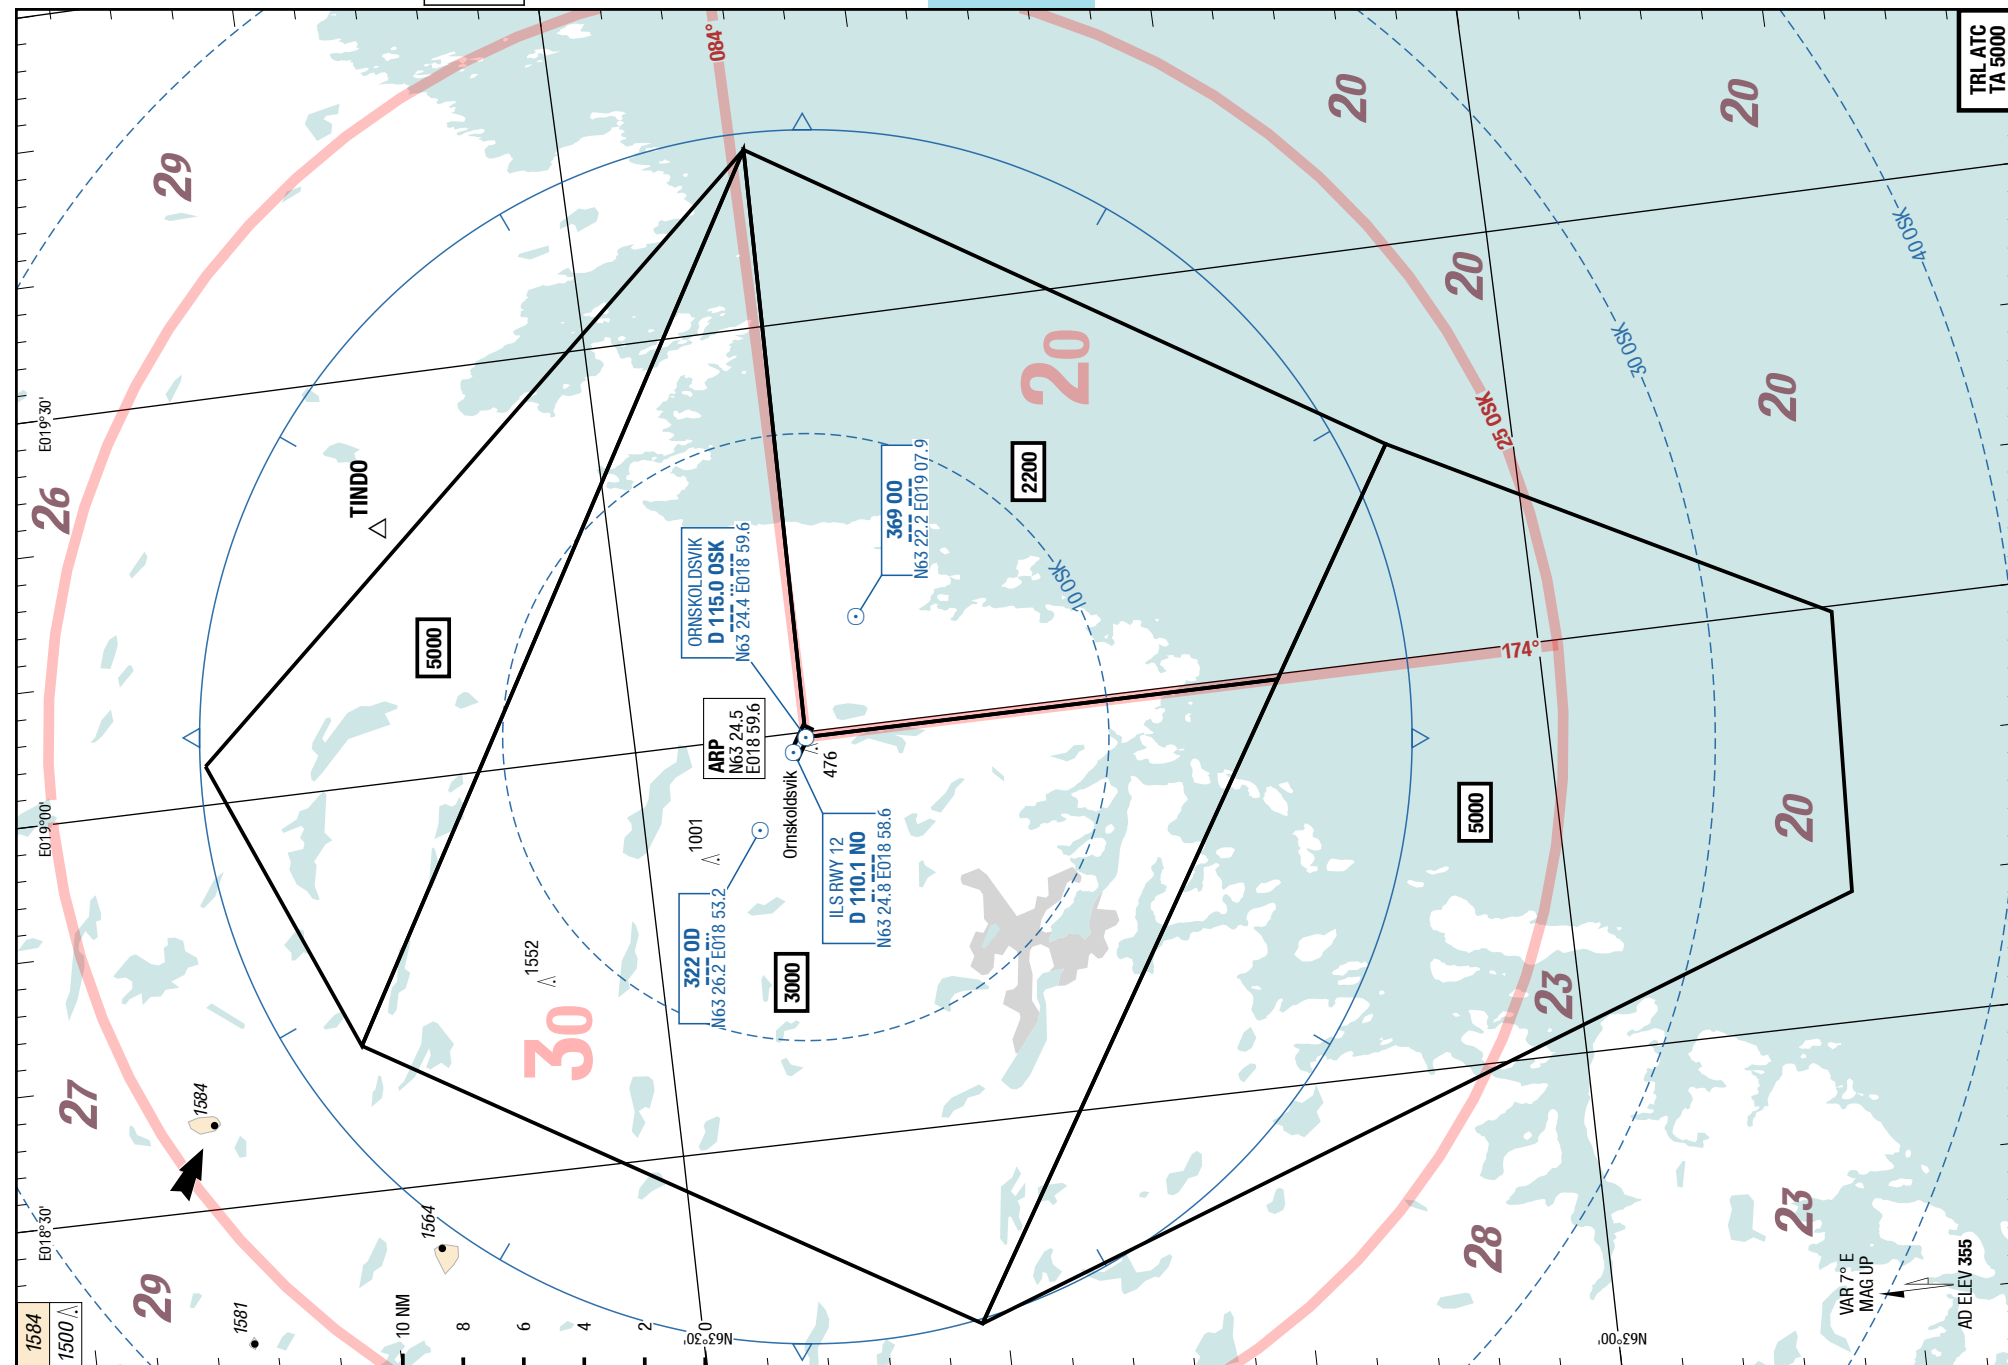 TRL ATC
TA 5000
084°
29
20
20
20
20
26
E019°30'
TINDO
20
25 OSK
30 OSK
40 OSK
10 OSK
2200
369 OO
N63 22.2 E019 07.9
ORNSKOLDSVIK
D 115.0 OSK
N63 24.4 E018 59.6
5000
174°
ARP
N63 24.5
E018 59.6
476
Ornskoldsvik
E019°00'
1001
ILS RWY 12
D 110.1 NO
N63 24.8 E018 58.6
322 OD
N63 26.2 E018 53.2
5000
20
1552
3000
30
23
27
1584
1564
E018°30'
29
28
23
1581
1584
1500
10 NM
8
6
4
2
0
N63°30'
N63°00'
VAR 7° E
MAG UP
AD ELEV 355